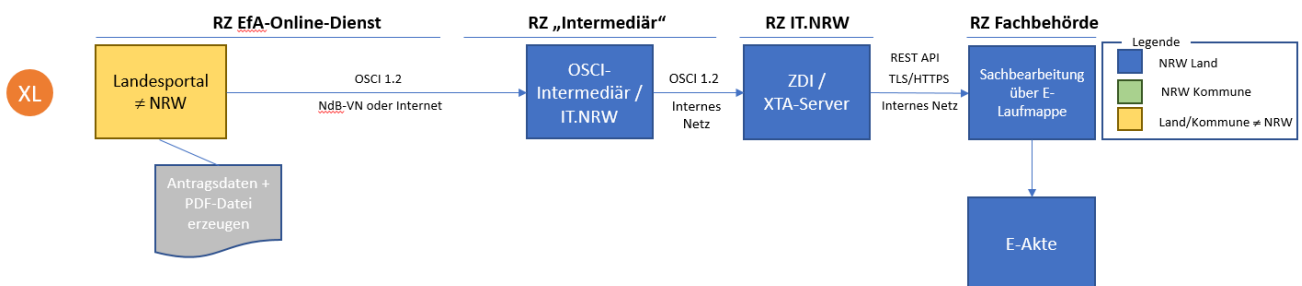 RZ EfA-Online-Dienst
RZ „Intermediär“
RZ IT.NRW
RZ Fachbehörde
XL
Landesportal
≠ NRW
OSCI 1.2
NdB-VN oder Internet
OSCI-
Intermediär /
IT.NRW
OSCI 1.2
Internes
Netz
ZDI /
XTA-Server
REST API
TLS/HTTPS
Internes Netz
Sachbearbeitung
über E-
Laufmappe
Legende
NRW Land
NRW Kommune
Land/Kommune ≠ NRW
Antragsdaten +
PDF-Datei
erzeugen
E-Akte